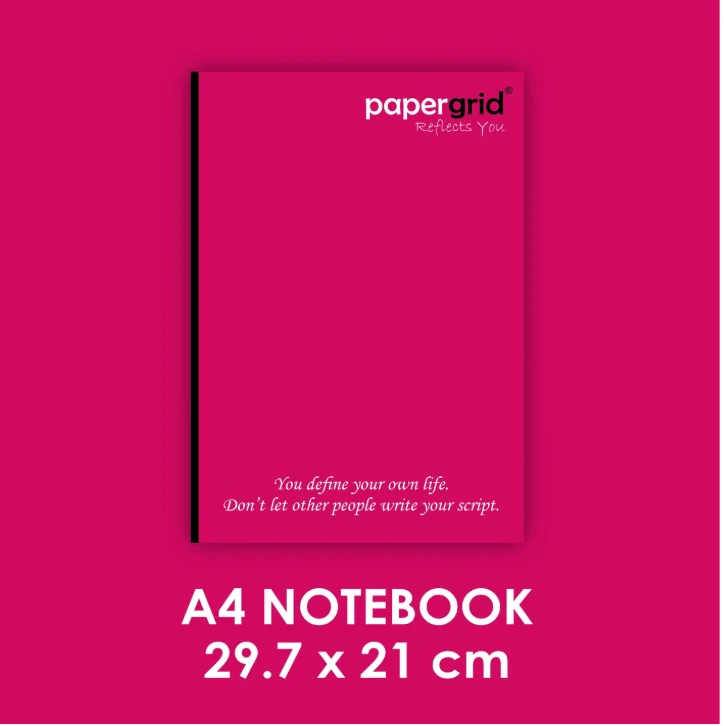 papergrid®
Reflects You
You define your own life.
Don't let other people write your script.
A4 NOTEBOOK
29.7 x 21 cm